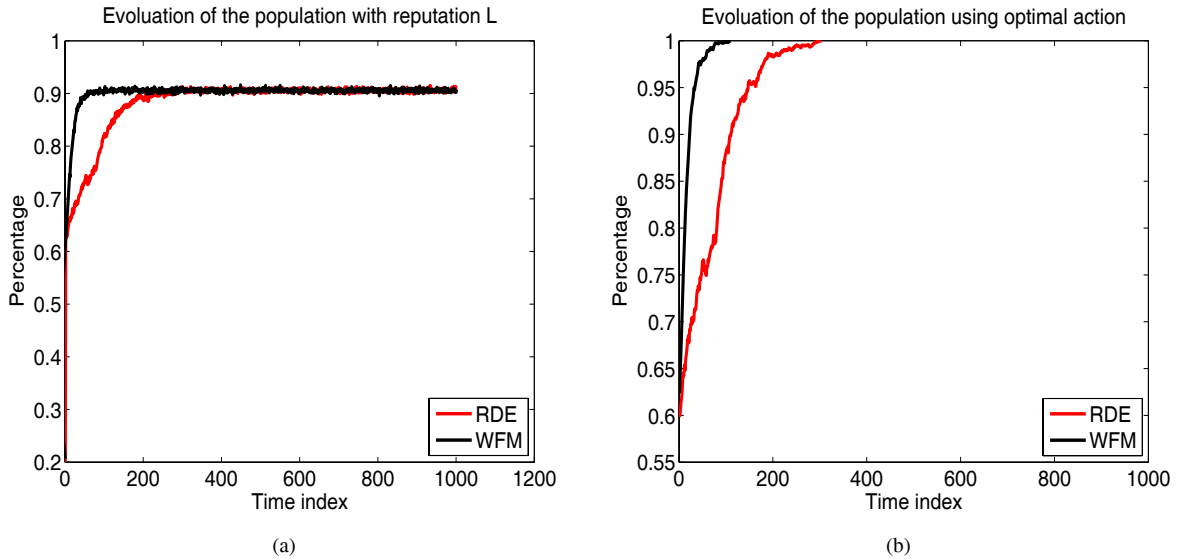 Evoluation of the population with reputation L
1
0.9
0.8
0.7
0.6
0.5
0.4
0.3
0.2
Percentage
0 200 400 600 800 1000 1200
Time index
RDE
WFM
(a)
Evoluation of the population using optimal action
1
0.95
0.9
0.85
0.8
0.75
0.7
0.65
0.6
0.55
Percentage
0 200 400 600 800 1000
Time index
RDE
WFM
(b)